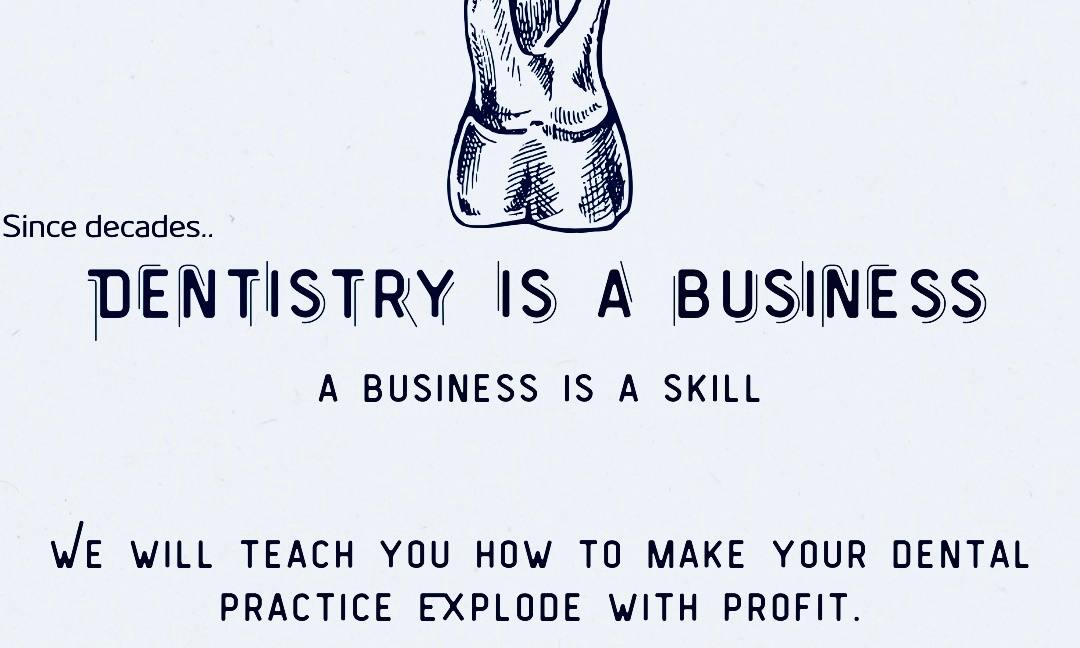 Since decades..
DENTISTRY IS A BUSINESS
A BUSINESS IS A SKILL
WE WILL TEACH YOU HOW TO MAKE YOUR DENTAL
PRACTICE EXPLODE WITH PROFIT.